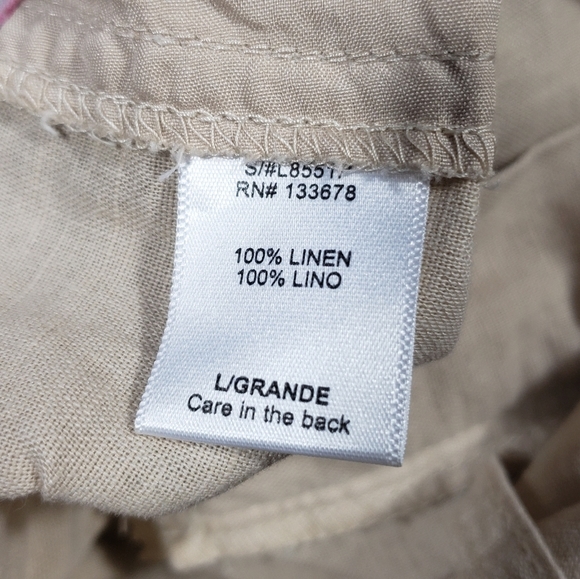 RN# 133678
100% LINEN
100% LINO
L/GRANDE
Care in the back